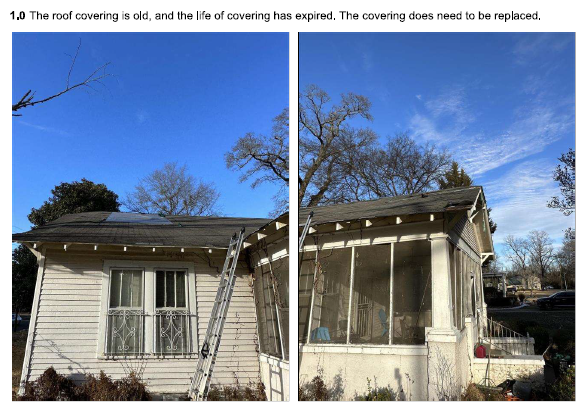 1.0 The roof covering is old, and the life of covering has expired. The covering does need to be replaced.